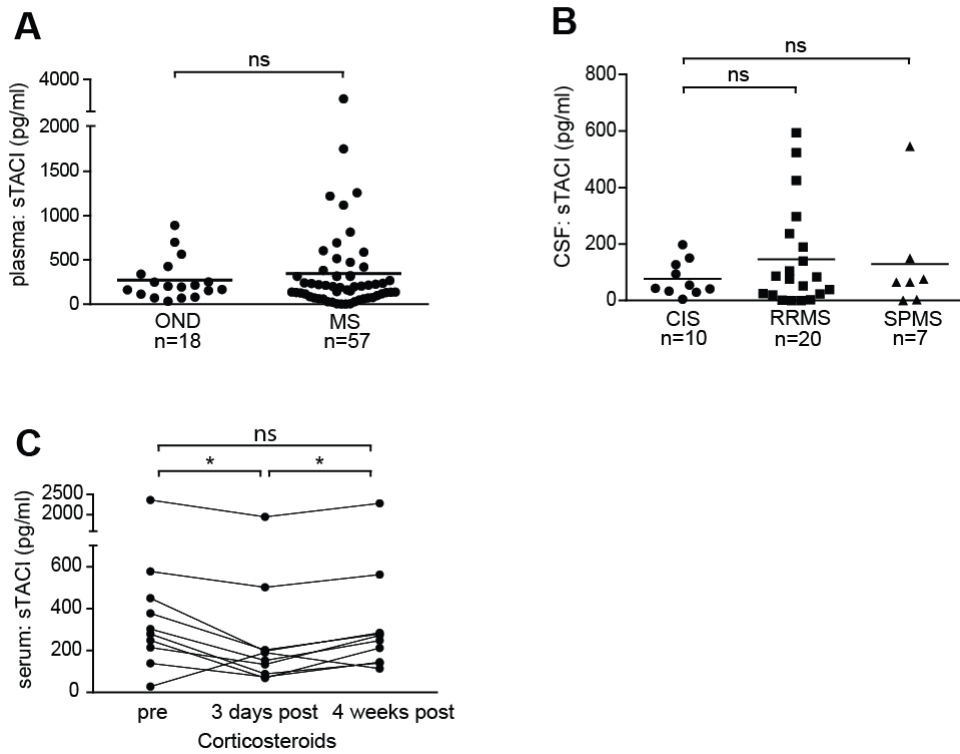 A
ns
plasma: sTACI (pg/ml)
4000
2000
1500
1000
500
0
OND
n=18
MS
n=57
B
ns
ns
CSF: sTACI (pg/ml)
800
600
400
200
0
CIS
n=10
RRMS
n=20
SPMS
n=7
C
ns
*
*
serum: sTACI (pg/ml)
2500
2000
600
400
200
0
pre
3 days post
4 weeks post
Corticosteroids